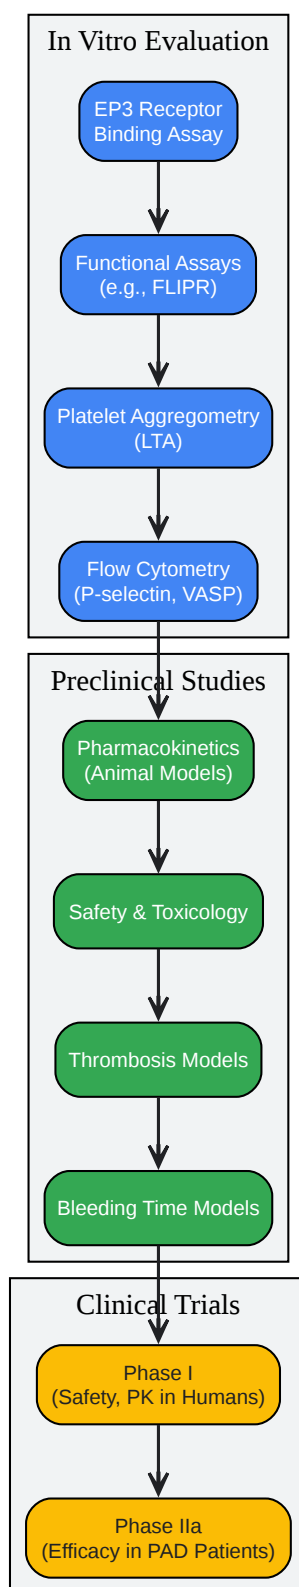 In Vitro Evaluation
EP3 Receptor
Binding Assay
Functional Assays
(e.g., FLIPR)
Platelet Aggregometry
(LTA)
Flow Cytometry
(P-selectin, VASP)
Preclinical Studies
Pharmacokinetics
(Animal Models)
Safety & Toxicology
Thrombosis Models
Bleeding Time Models
Clinical Trials
Phase I
(Safety, PK in Humans)
Phase IIa
(Efficacy in PAD Patients)